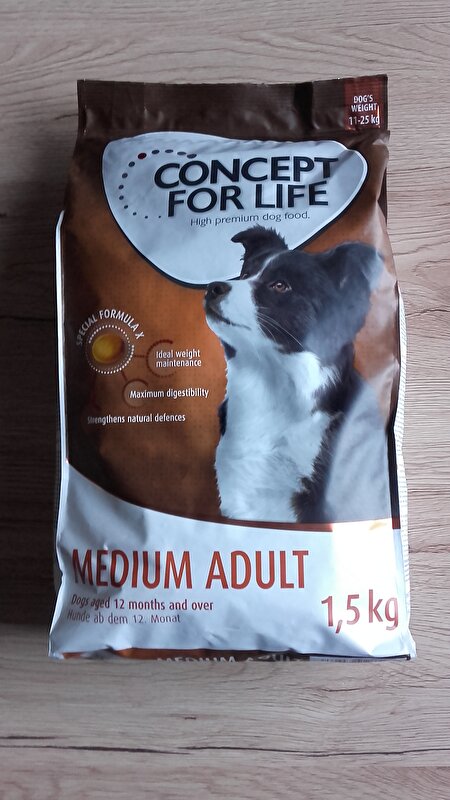 DOG'S
WEIGHT
11-25 kg
CONCEPT
FOR LIFE
High premium dog food.
SPECIAL FORMULA X
Ideal weight
maintenance
Maximum digestibility
Strengthens natural defences
MEDIUM ADULT
Dogs aged 12 months and over
Hunde ab dem 12. Monat
1,5 kg
MEDIUM ADULT